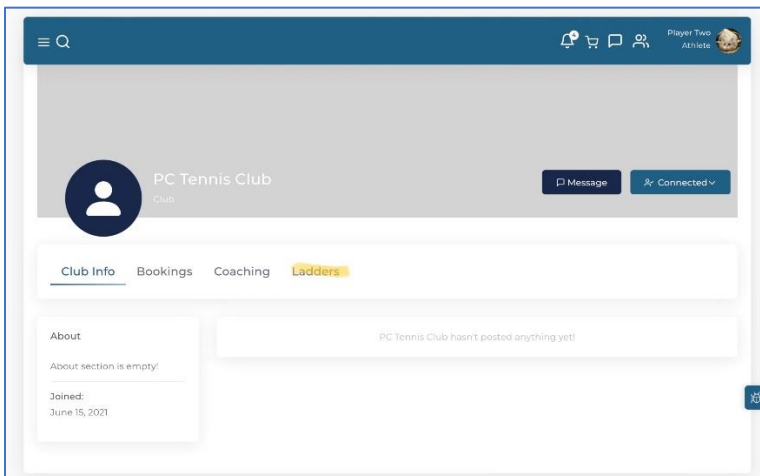 Player Two
Athlete
PC Tennis Club
Club
Message
Connected
Club Info Bookings Coaching Ladders
About
About section is empty!
Joined:
June 15, 2021
PC Tennis Club hasn't posted anything yet!